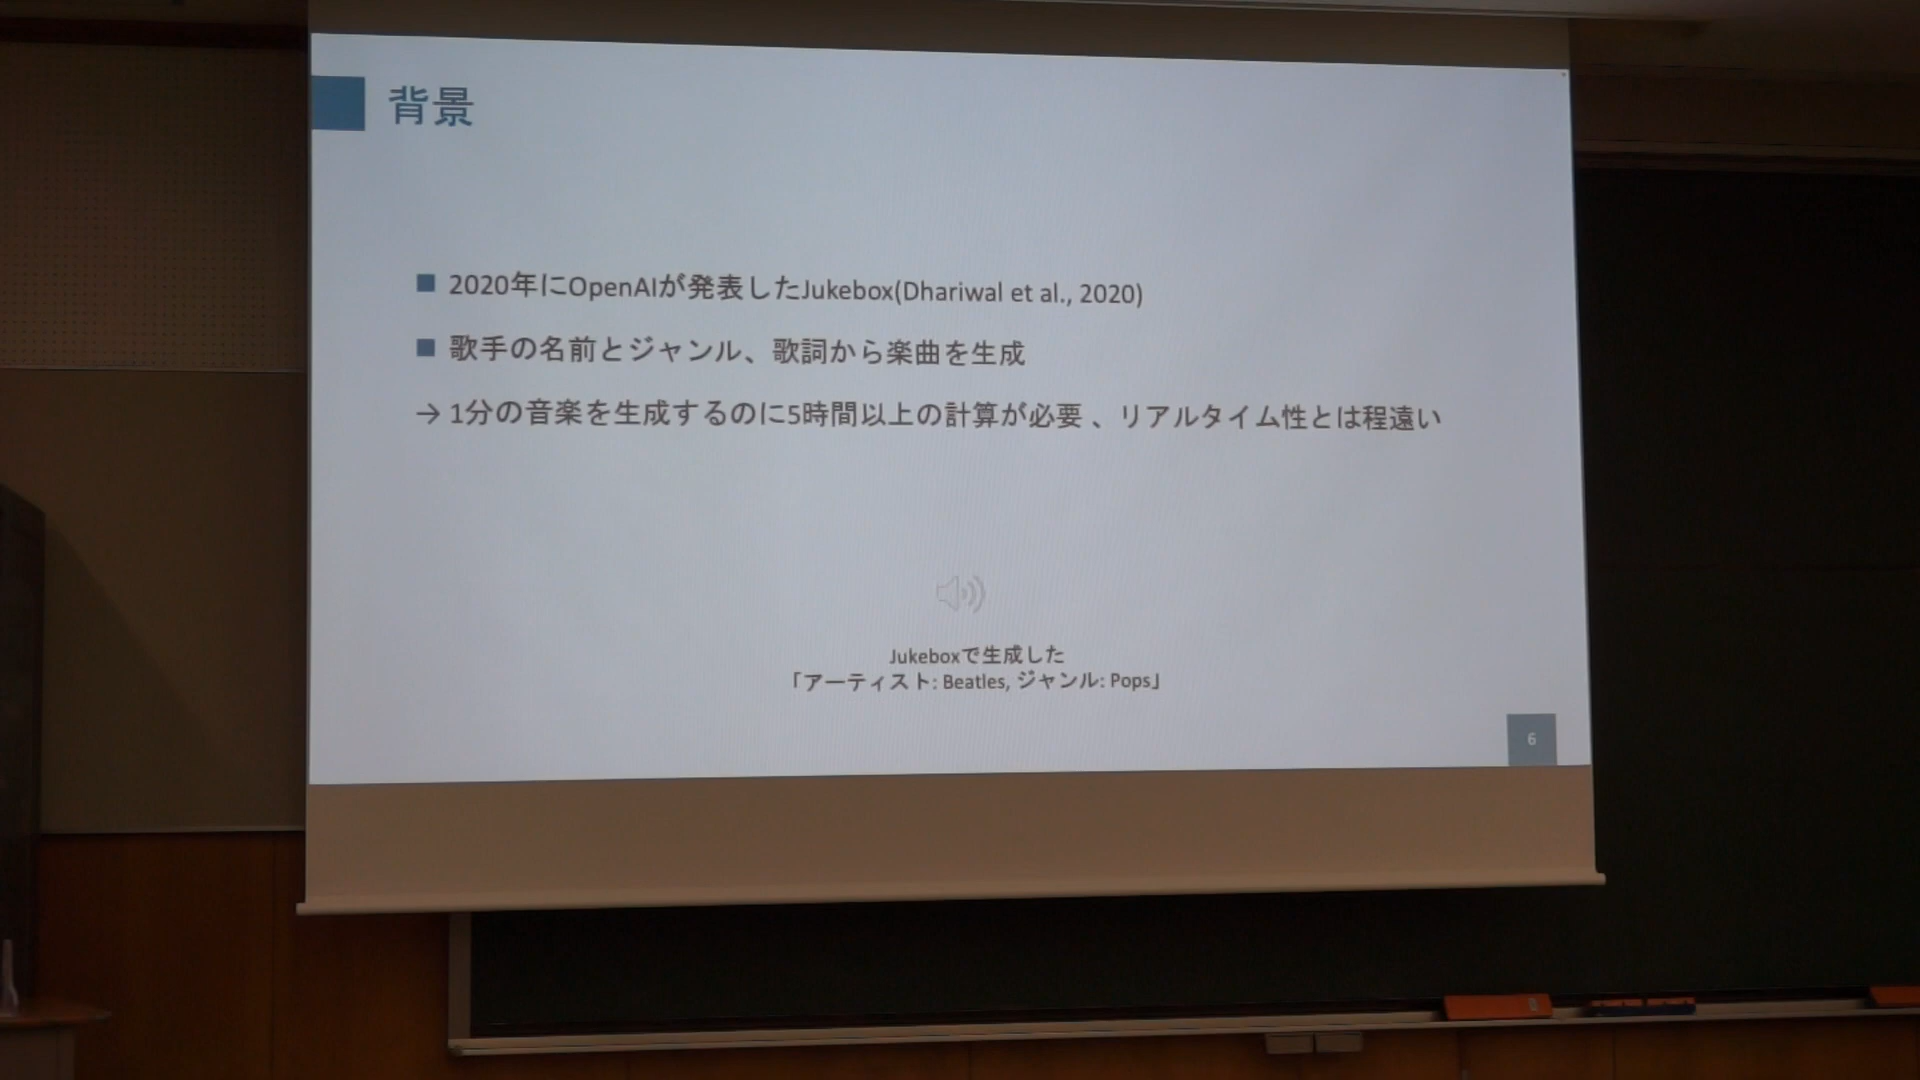 背景
■ 2020年にOpenAIが発表したJukebox(Dhariwal et al., 2020)
■ 歌手の名前とジャンル、歌詞から楽曲を生成
→ 1分の音楽を生成するのに5時間以上の計算が必要 、リアルタイム性とは程遠い
Jukeboxで生成した
「アーティスト: Beatles, ジャンル: Pops」
6